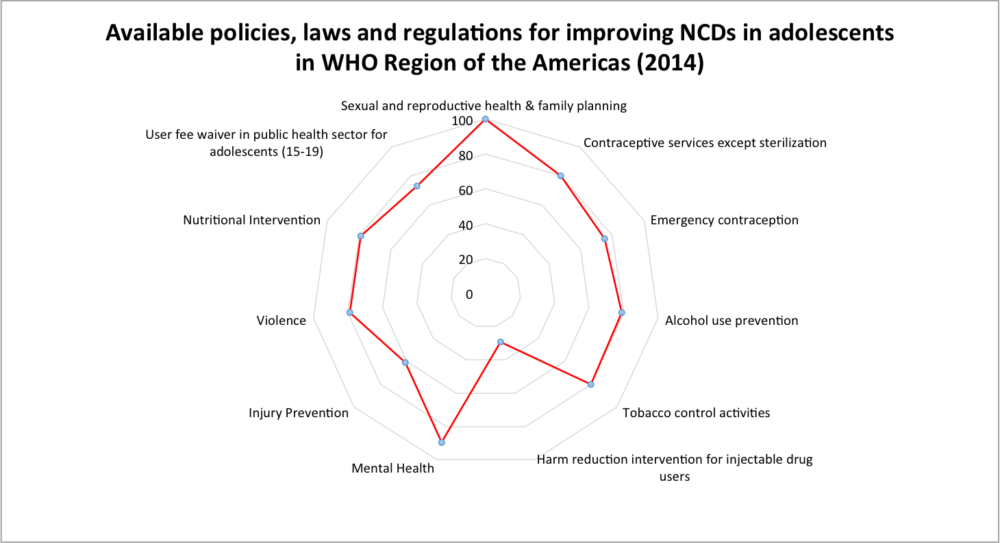 Available policies, laws and regulations for improving NCDs in adolescents
in WHO Region of the Americas (2014)
Sexual and reproductive health & family planning
100
User fee waiver in public health sector for
adolescents (15-19)
Contraceptive services except sterilization
80
60
Nutritional Intervention
Emergency contraception
40
20
0
Violence
Alcohol use prevention
Injury Prevention
Tobacco control activities
Mental Health
Harm reduction intervention for injectable drug
users